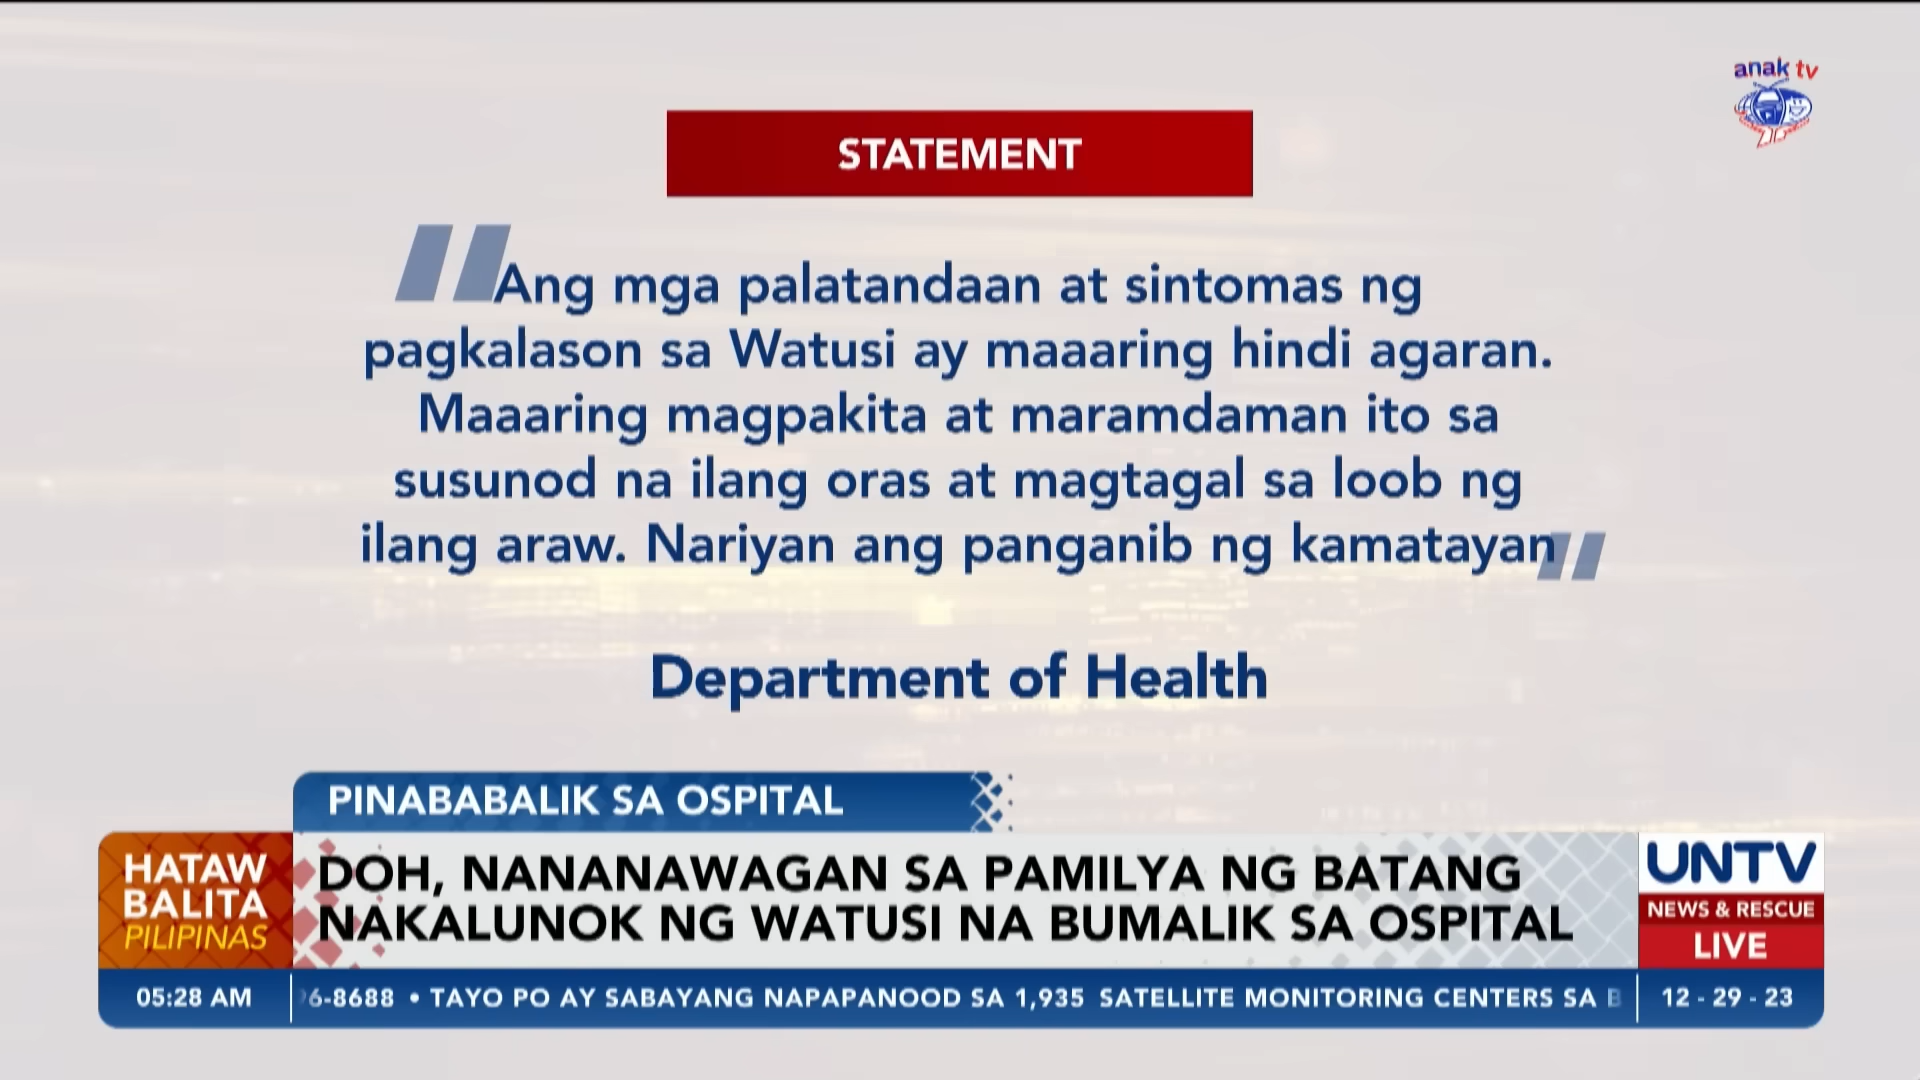 anak tv
STATEMENT
Ang mga palatandaan at sintomas ng
pagkalason sa Watusi ay maaaring hindi agaran.
Maaaring magpakita at maramdaman ito sa
susunod na ilang oras at magtagal sa loob ng
ilang araw. Nariyan ang panganib ng kamatayan
Department of Health
PINABABALIK SA OSPITAL
HATAW
BALITA
PILIPINAS
DOH, NANANAWAGAN SA PAMILYA NG BATANG
NAKALUNOK NG WATUSI NA BUMALIK SA OSPITAL
UNTV
NEWS & RESCUE
LIVE
05:28 AM
6-8688 • TAYO PO AY SABAYANG NAPAPANOOD SA 1,935 SATELLITE MONITORING CENTERS SA
12 - 29 - 23